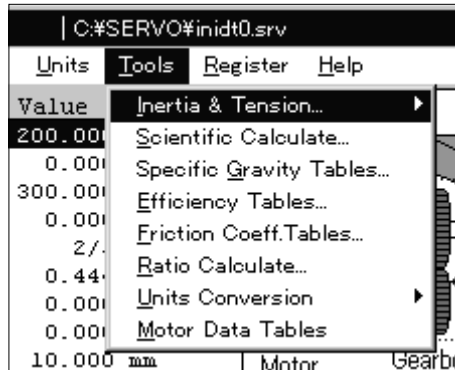 C:¥SERVO¥inidt0.srv
Units Tools Register Help
Value
Inertia & Tension...
200.00
Scientific Calculate...
0.00
Specific Gravity Tables...
300.00
Efficiency Tables...
0.00
Friction Coeff.Tables...
2/
Ratio Calculate...
0.44
Units Conversion
0.00
Motor Data Tables
0.00
10.000 mm
Motor